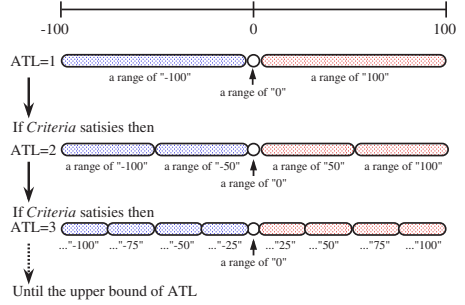 -100 0 100
ATL=1
a range of "-100" a range of "100"
a range of "0"
If Criteria satisies then
ATL=2
a range of "-100" a range of "-50" a range of "50" a range of "100"
a range of "0"
If Criteria satisies then
ATL=3
..."-100" ..."-75" ..."-50" ..."-25" ..."25" ..."50" ..."75" ..."100"
a range of "0"
Until the upper bound of ATL